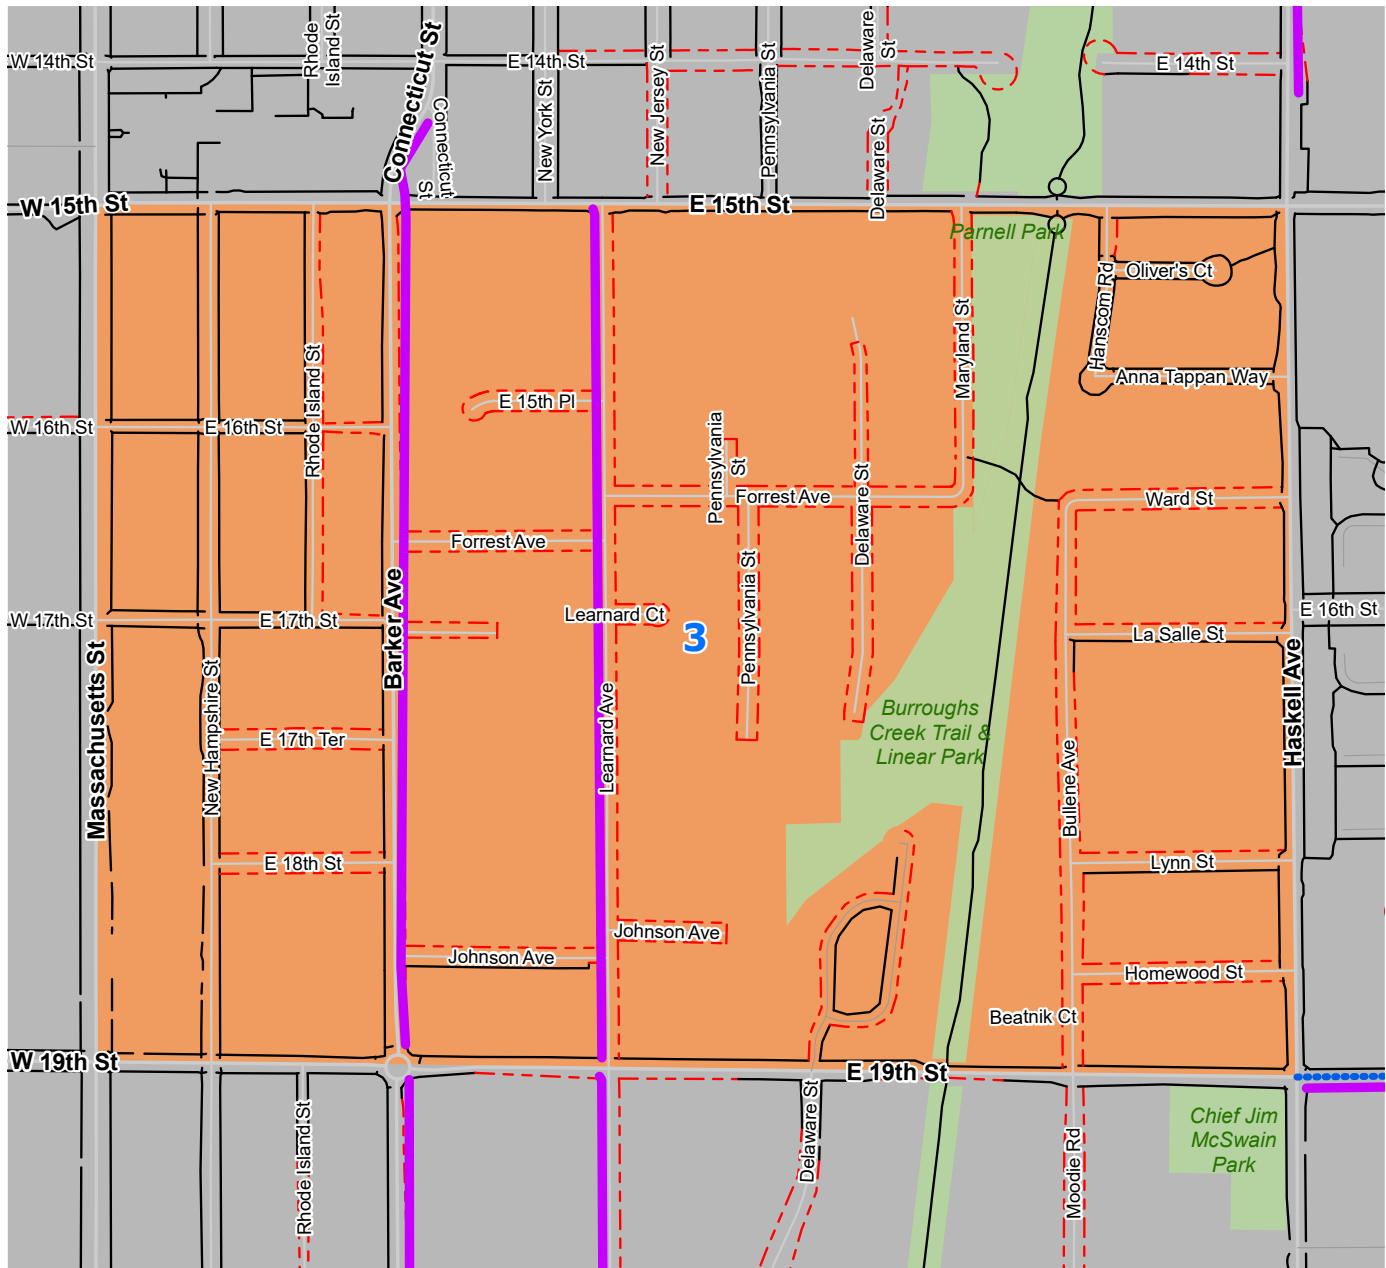 Rhode
Island St
Connecticut St
Delaware
St
W 14th St
E 14th St
E 14th St
New Jersey St
Pennsylvania St
New York St
Connecticut
St
Delaware St
W 15th St
E 15th St
Parnell Park
Oliver's Ct
Hanscom Rd
Maryland St
Rhode Island St
Anna Tappan Way
E 15th Pl
W 16th St
E 16th St
Pennsylvania
St
Forrest Ave
Delaware St
Ward St
Forrest Ave
Barker Ave
Pennsylvania St
W 17th St
E 17th St
Learnard Ct
3
E 16th St
La Salle St
Massachusetts St
New Hampshire St
Learnard Ave
Haskell Ave
Burroughs
Creek Trail &
Linear Park
E 17th Ter
Bullene Ave
E 18th St
Lynn St
Johnson Ave
Johnson Ave
Homewood St
Beatnik Ct
W 19th St
E 19th St
Rhode Island St
Delaware St
Moodie Rd
Chief Jim
McSwain
Park